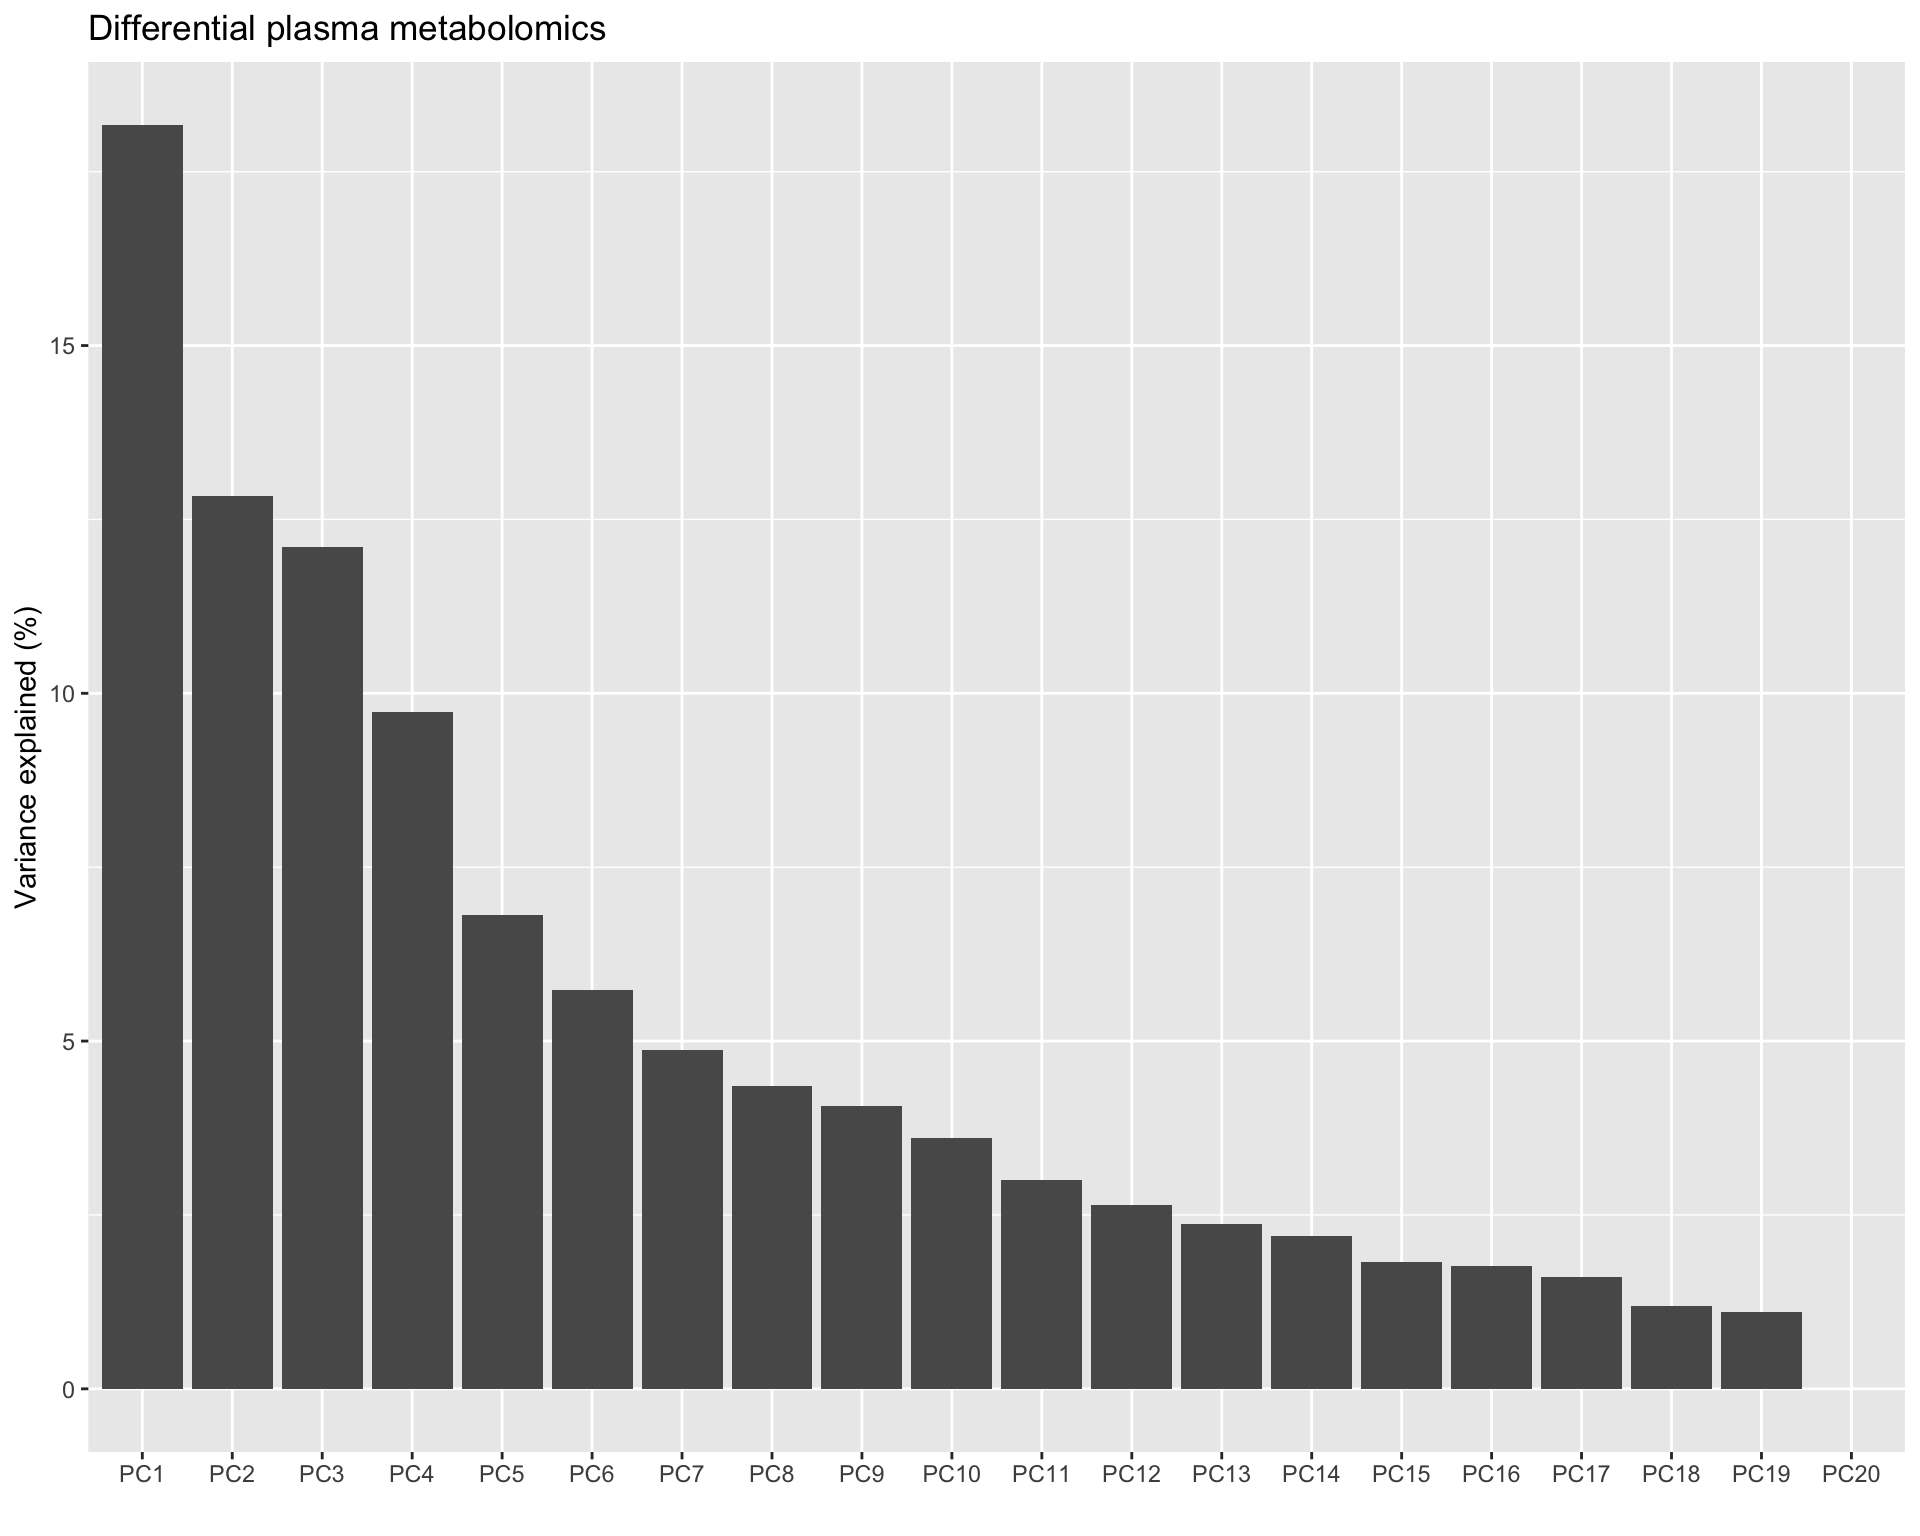 Differential plasma metabolomics
Variance explained (%)
15
10
5
0
PC1 PC2 PC3 PC4 PC5 PC6 PC7 PC8 PC9 PC10 PC11 PC12 PC13 PC14 PC15 PC16 PC17 PC18 PC19 PC20